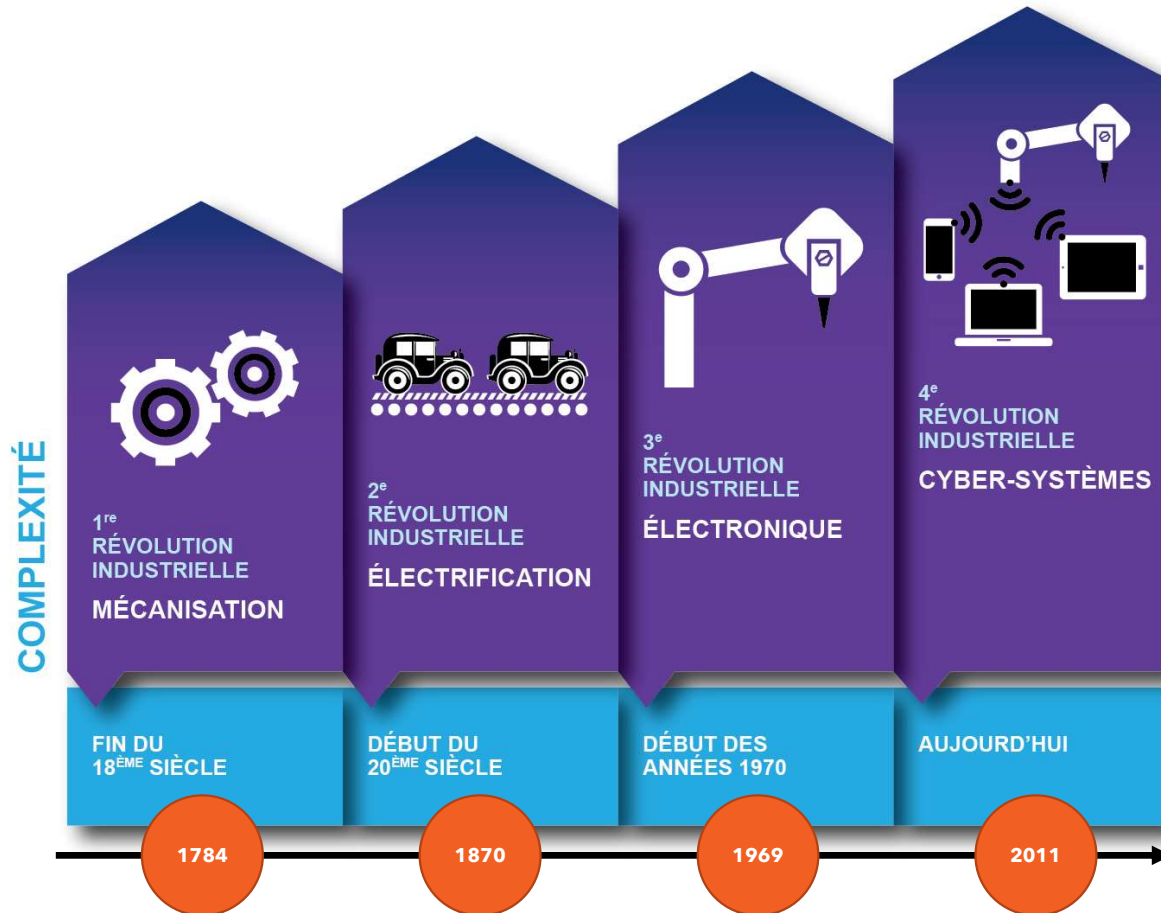 COMPLEXITÉ
1re
RÉVOLUTION
INDUSTRIELLE
MÉCANISATION
2e
RÉVOLUTION
INDUSTRIELLE
ÉLECTRIFICATION
3e
RÉVOLUTION
INDUSTRIELLE
ÉLECTRONIQUE
4e
RÉVOLUTION
INDUSTRIELLE
CYBER-SYSTÈMES
FIN DU
18ÈME SIÈCLE
DÉBUT DU
20ÈME SIÈCLE
DÉBUT DES
ANNÉES 1970
AUJOURD'HUI
1784
1870
1969
2011